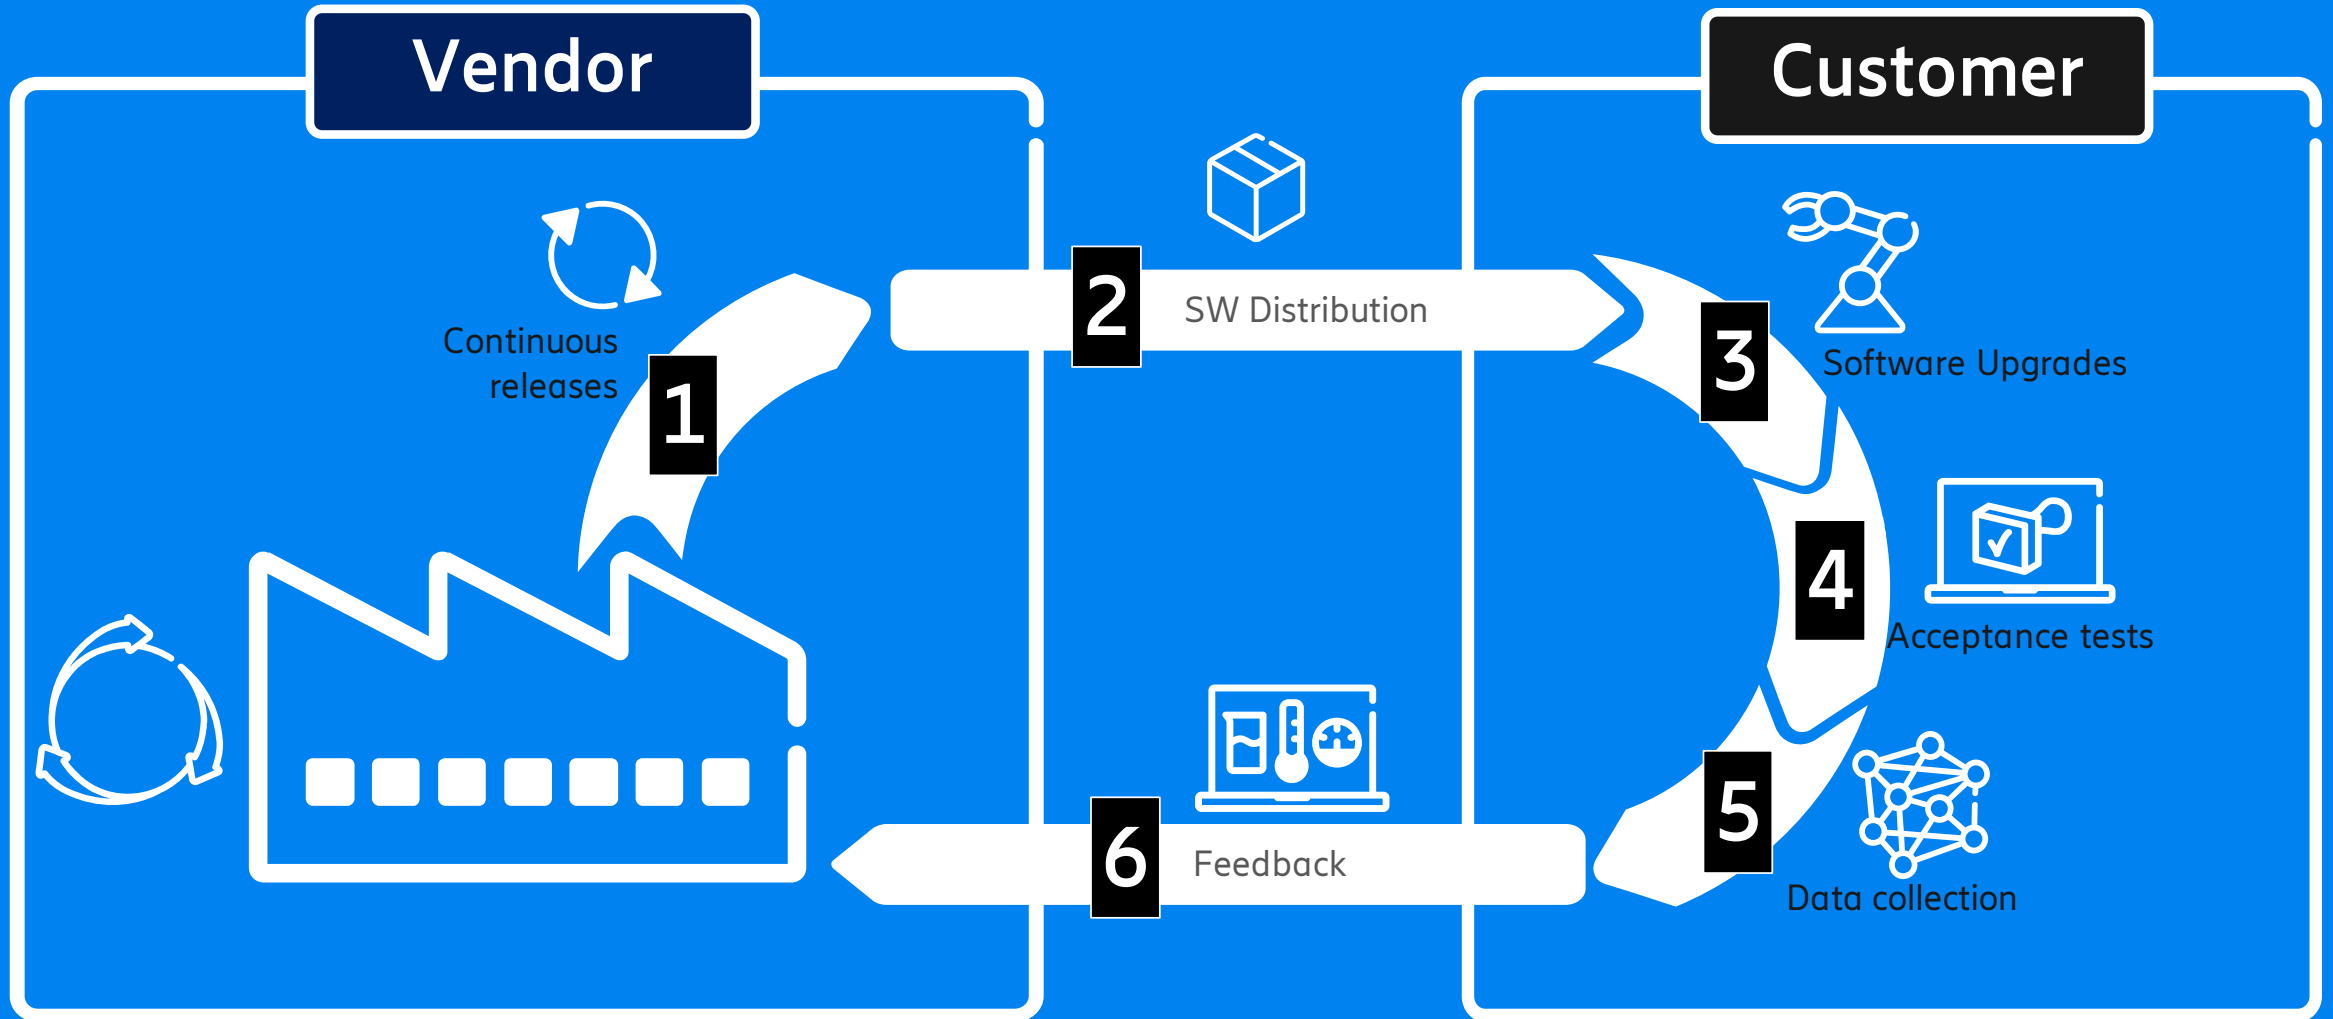 Vendor
Customer
Continuous
releases
1
2
SW Distribution
3
Software Upgrades
4
Acceptance tests
5
Data collection
6
Feedback